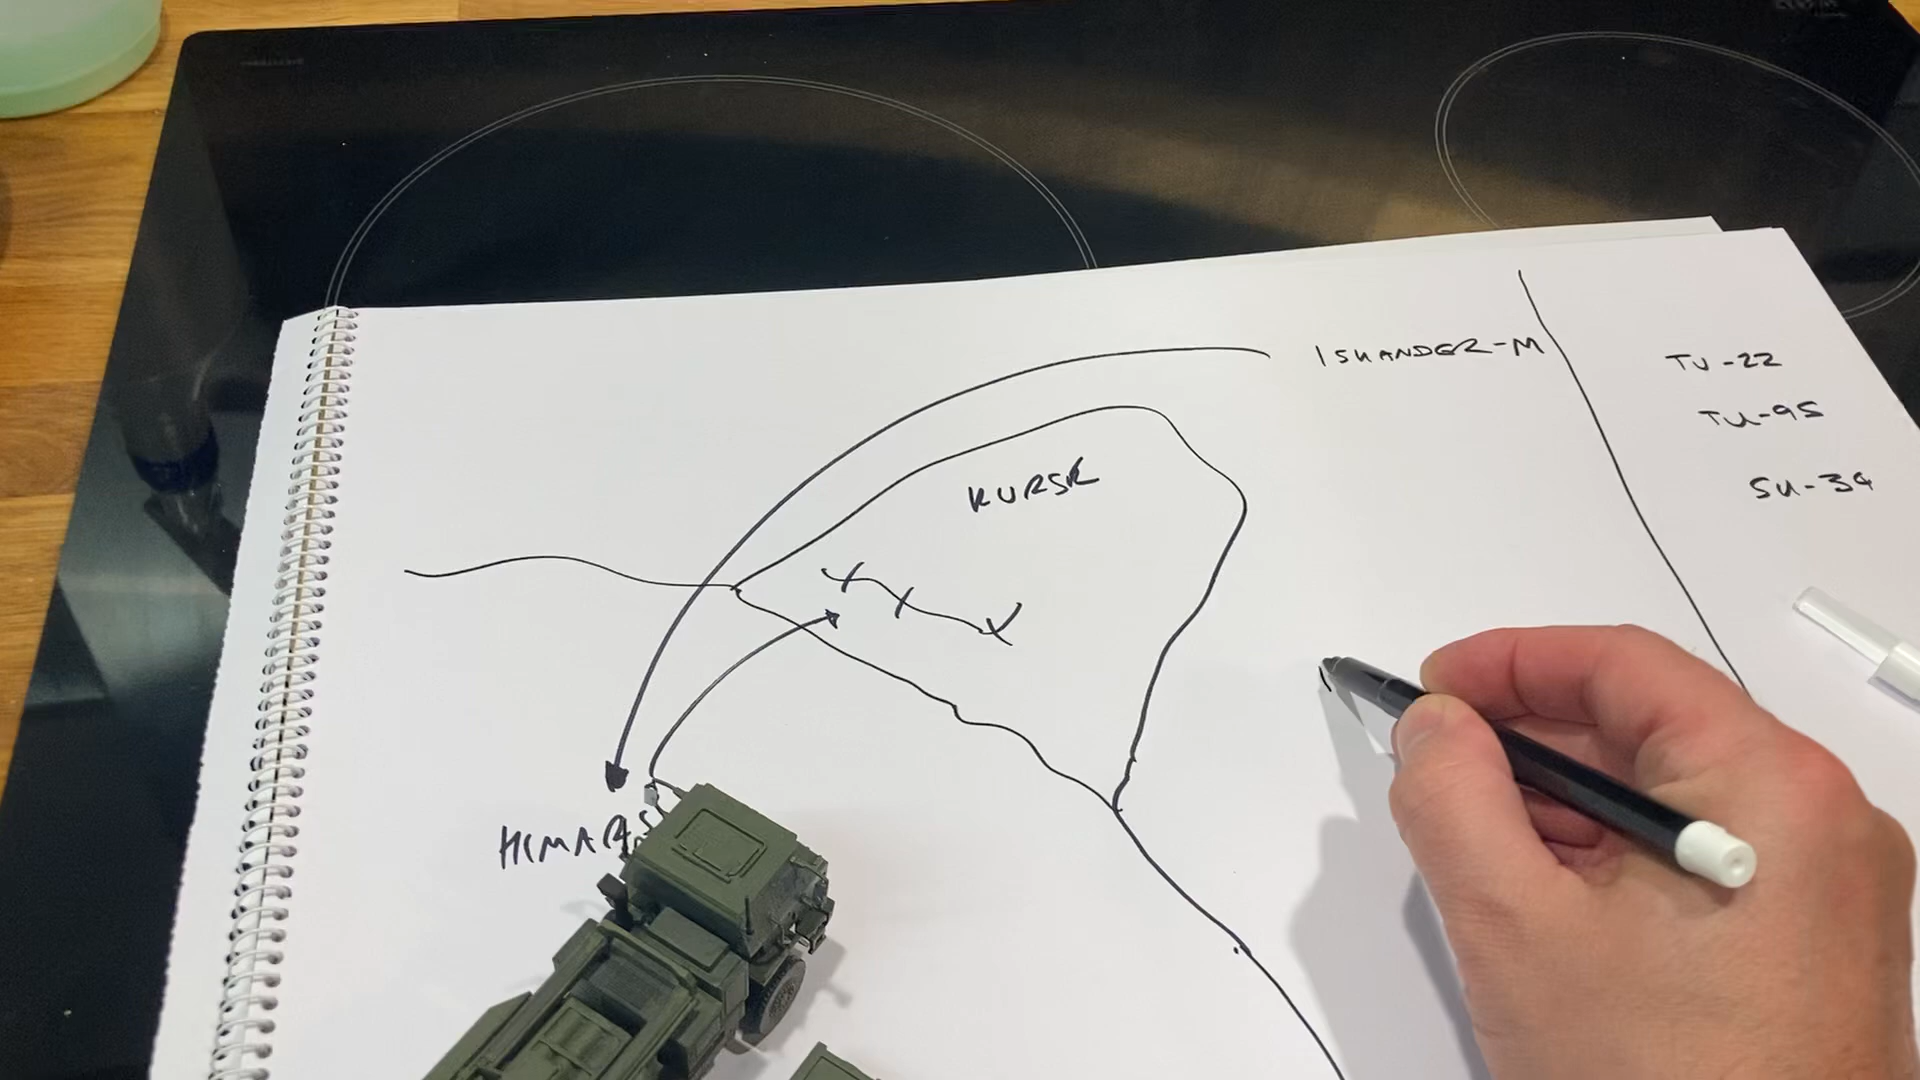 ISKANDER-M
TU-22
TU-95
SU-34
KURSK
HIMARS